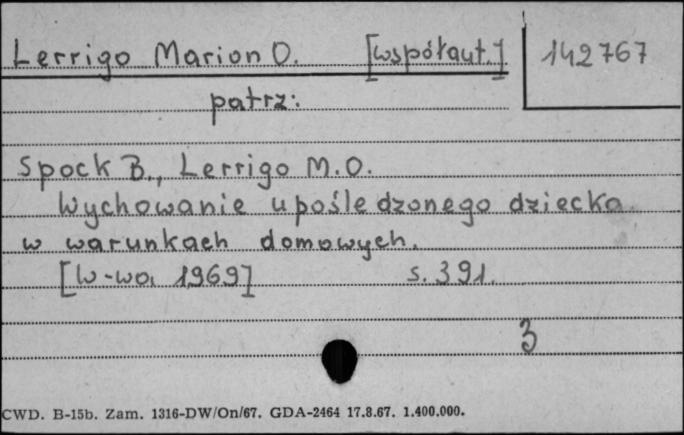 Lerrigo Marion O. [współaut.] 142767
patrz:
Spock B., Lerrigo M.O.
Wychowanie upośledzonego dziecka
w warunkach domowych.
[W-wa, 1969] s. 391.
3
CWD. B-15b. Zam. 1316-DW/On/67. GDA-2464 17.8.67. 1.400.000.